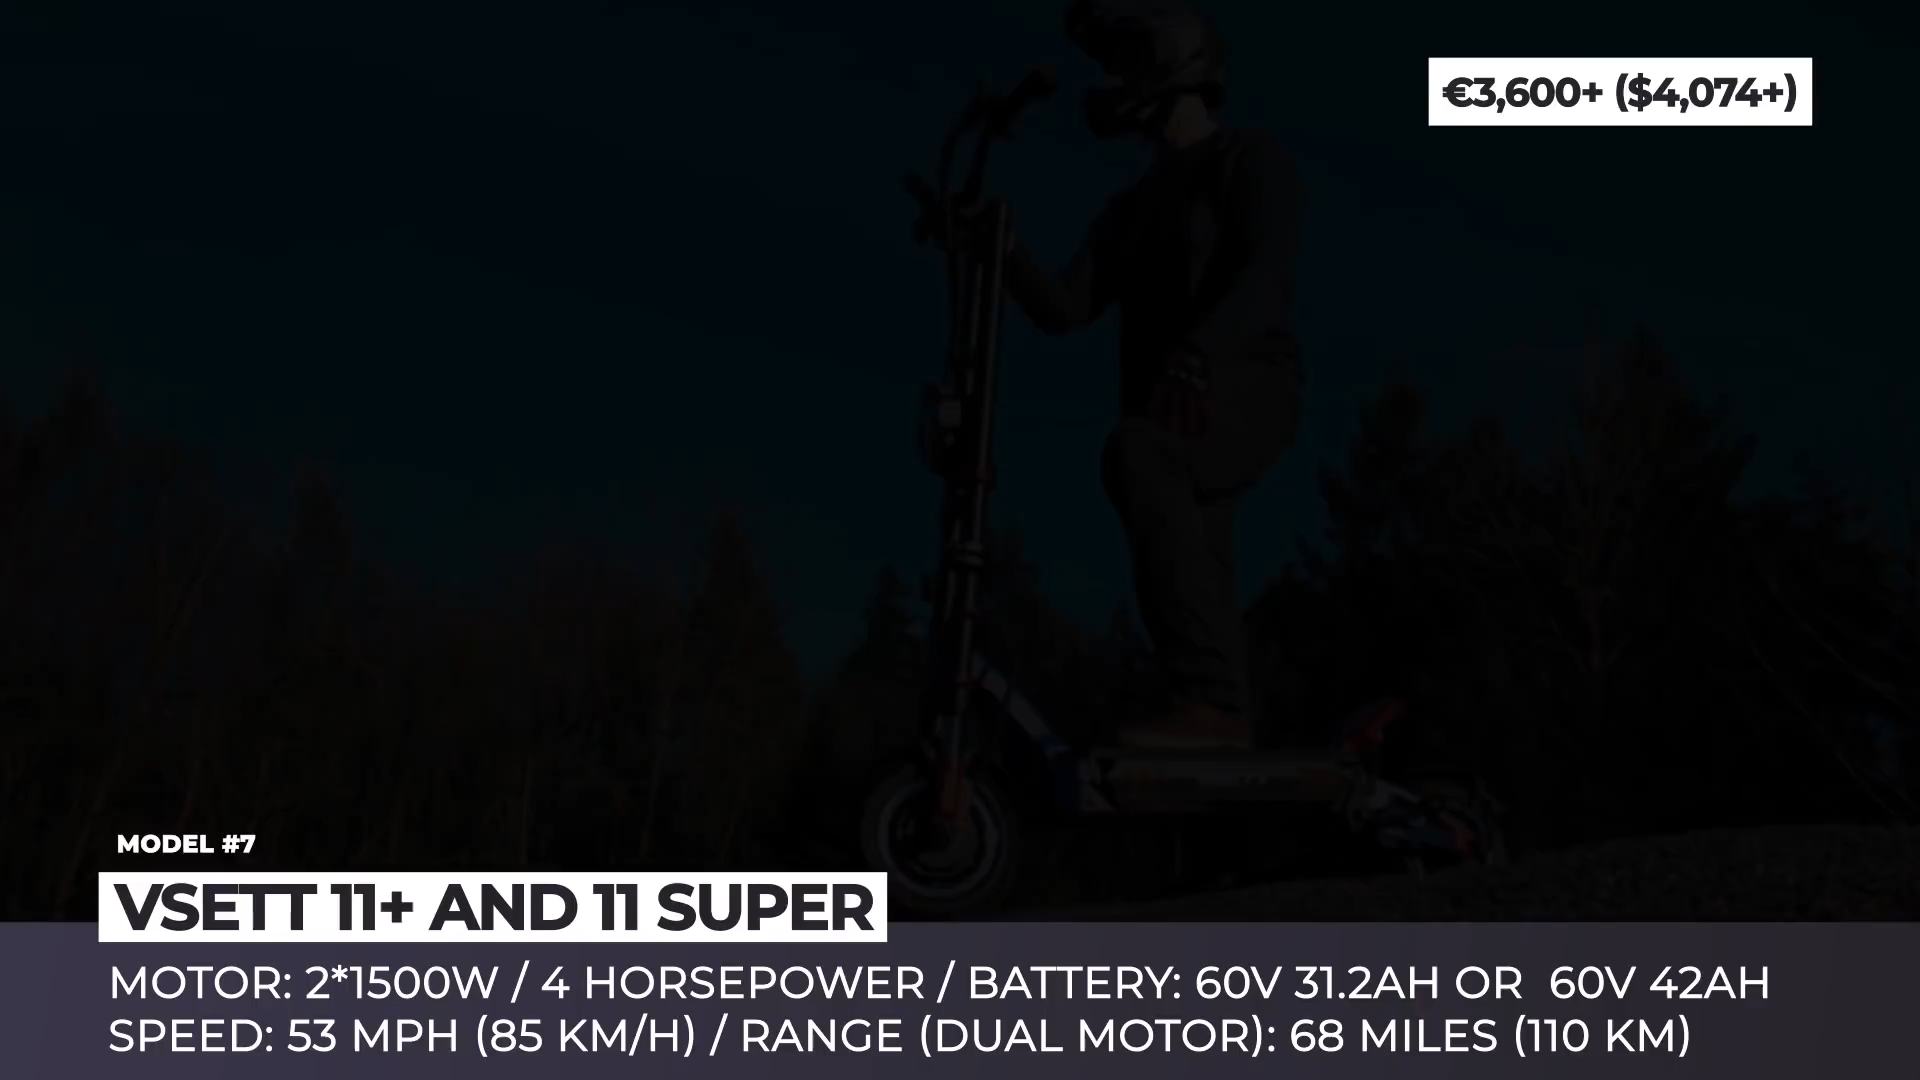 €3,600+ ($4,074+)
MODEL #7
VSETT 11+ AND 11 SUPER
MOTOR: 2*1500W / 4 HORSEPOWER / BATTERY: 60V 31.2AH OR 60V 42AH
SPEED: 53 MPH (85 KM/H) / RANGE (DUAL MOTOR): 68 MILES (110 KM)